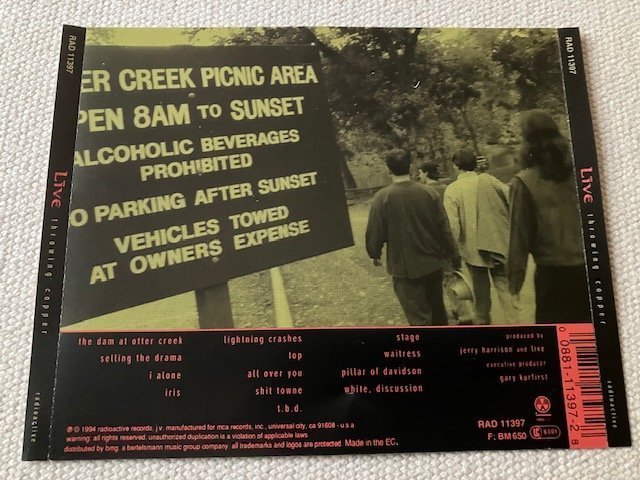 RAD 11397
Live throwing copper
radioactive
ER CREEK PICNIC AREA
PEN 8AM TO SUNSET
ALCOHOLIC BEVERAGES
PROHIBITED
O PARKING AFTER SUNSET
VEHICLES TOWED
AT OWNERS EXPENSE
the dam at otter creek
selling the drama
i alone
iris
lightning crashes
top
all over you
shit towne
t.b.d.
stage
waitress
pillar of davidson
white, discussion
produced by
jerry harrison and live
executive producer
gary kurfirst
RAD 11397
F: BM 650
LC 8301
0 0881-11397-2 8
℗ © 1994 radioactive records, j.v. manufactured for mca records, inc., universal city, ca 91608 - u.s.a
warning: all rights reserved. unauthorized duplication is a violation of applicable laws.
distributed by bmg. a bertelsmann music group company. all trademarks and logos are protected. Made in the EC.
RAD 11397
Live throwing copper
radioactive